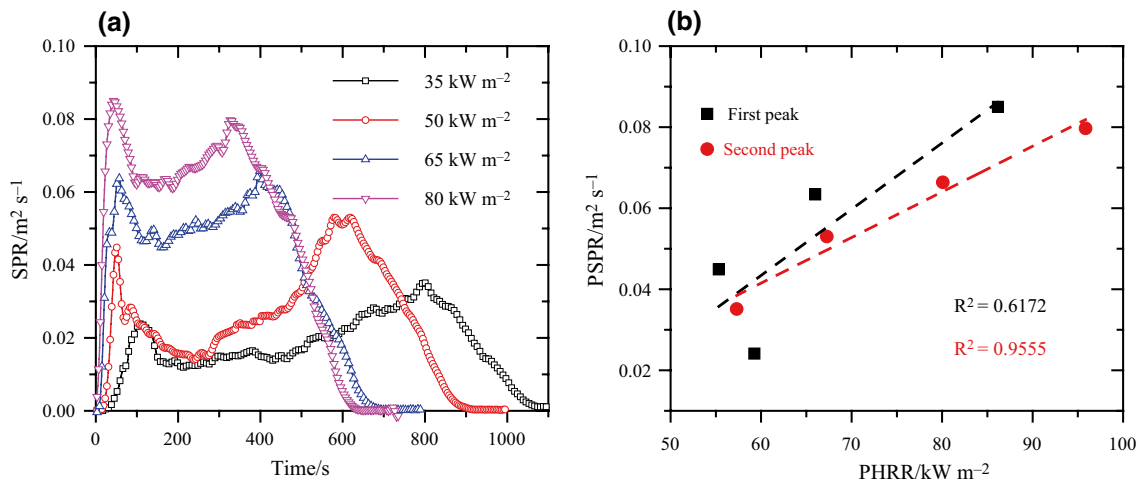 (a)
SPR/m² s⁻¹
0.10
0.08
0.06
0.04
0.02
0.00
35 kW m⁻²
50 kW m⁻²
65 kW m⁻²
80 kW m⁻²
0 200 400 600 800 1000
Time/s
(b)
PSPR/m² s⁻¹
0.10
0.08
0.06
0.04
0.02
First peak
Second peak
R² = 0.6172
R² = 0.9555
50 60 70 80 90 100
PHRR/kW m⁻²